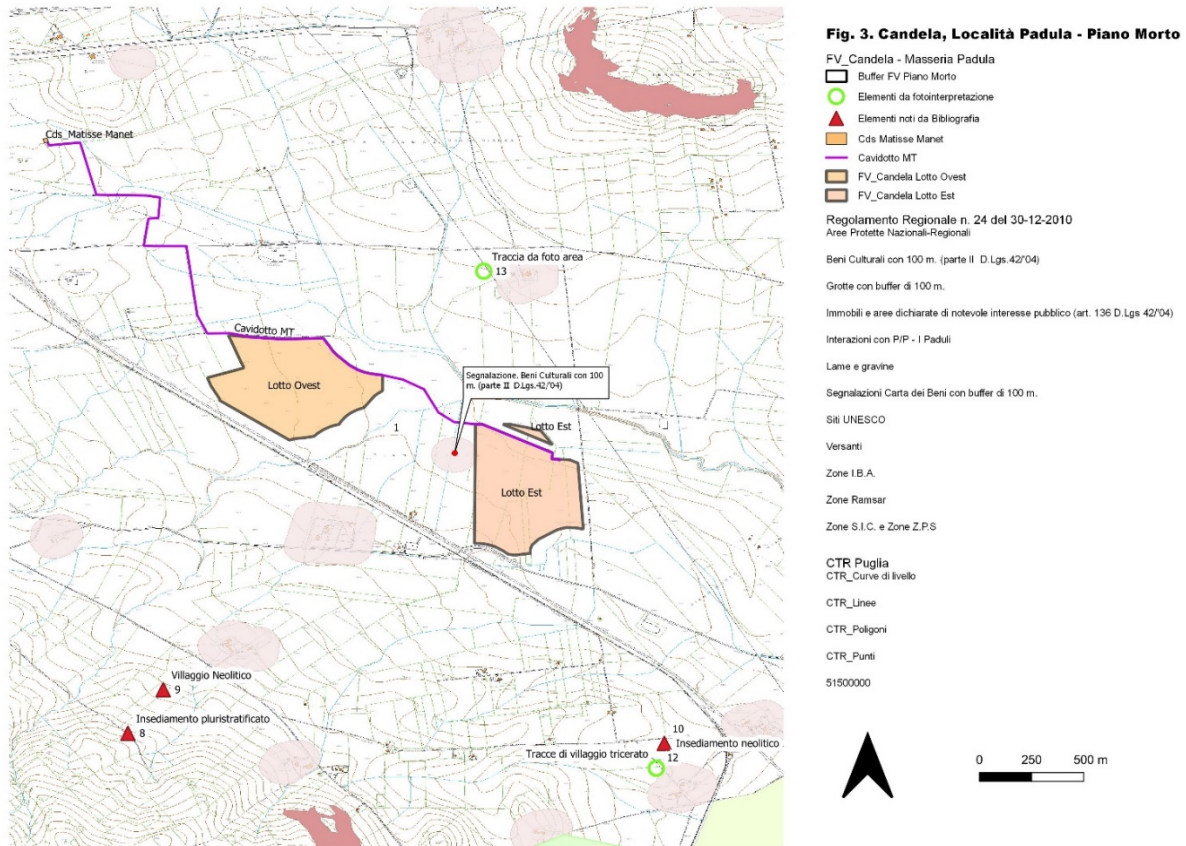 Cds_Matisse Manet
Traccia da foto area
13
Cavidotto MT
Segnalazione. Beni Culturali con 100
m. (parte II D.Lgs.42/'04)
Lotto Ovest
1
Lotto Est
Lotto Est
Villaggio Neolitico
9
Insediamento pluristratificato
8
10
Insediamento neolitico
Tracce di villaggio tricerato
12
Fig. 3. Candela, Località Padula - Piano Morto
FV_Candela - Masseria Padula
Buffer FV Piano Morto
Elementi da fotointepretazione
Elementi noti da Bibliografia
Cds Matisse Manet
Cavidotto MT
FV_Candela Lotto Ovest
FV_Candela Lotto Est
Regolamento Regionale n. 24 del 30-12-2010
Aree Protette Nazionali-Regionali
Beni Culturali con 100 m. (parte II D.Lgs.42/'04)
Grotte con buffer di 100 m.
Immobili e aree dichiarate di notevole interesse pubblico (art. 136 D.Lgs 42/'04)
Interazioni con P/P - I Paduli
Lame e gravine
Segnalazioni Carta dei Beni con buffer di 100 m.
Siti UNESCO
Versanti
Zone I.B.A.
Zone Ramsar
Zone S.I.C. e Zone Z.P.S
CTR Puglia
CTR_Curve di livello
CTR_Linee
CTR_Poligoni
CTR_Punti
51500000
0 250 500 m